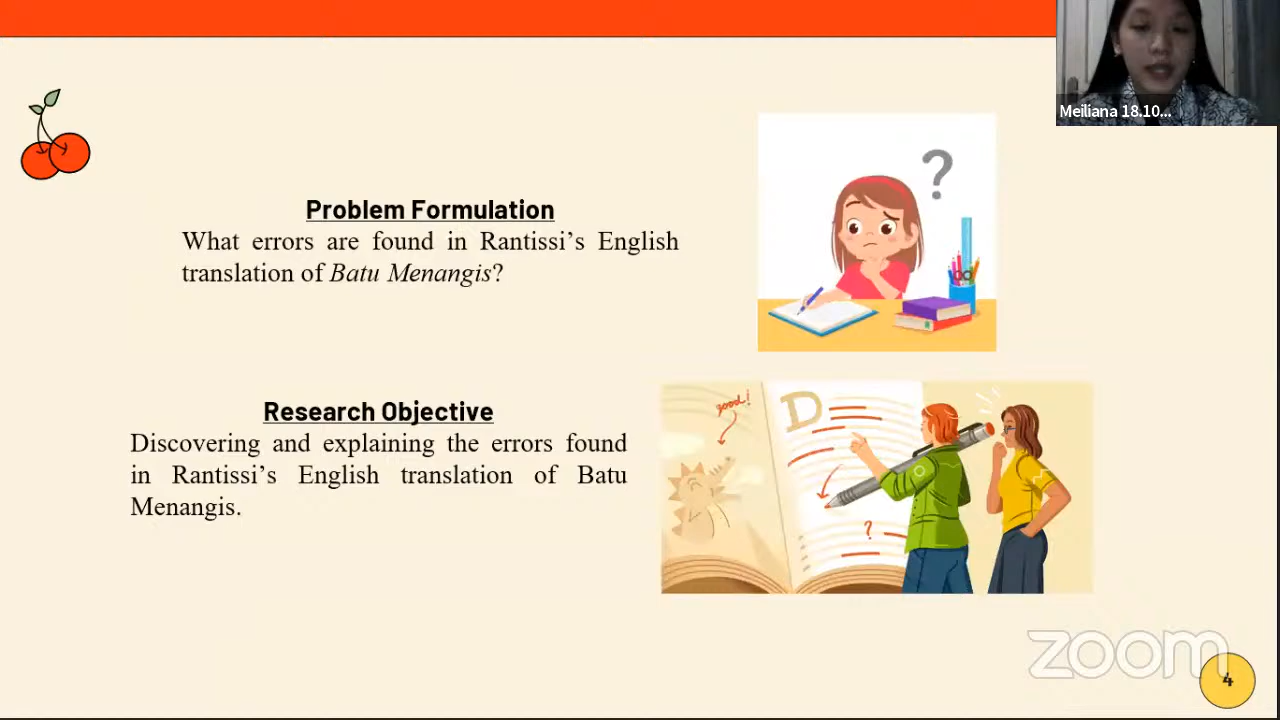 Meiliana 18.10...
Problem Formulation
What errors are found in Rantissi’s English
translation of Batu Menangis?
?
Research Objective
Discovering and explaining the errors found
in Rantissi’s English translation of Batu
Menangis.
good!
D
?
zoom
4